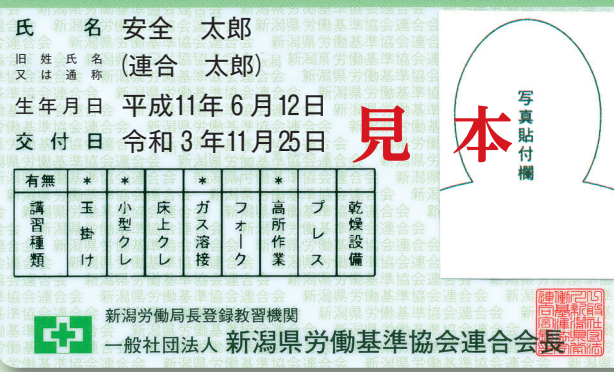 氏名 安全 太郎
旧姓氏名又は通称 (連合 太郎)
生年月日 平成11年6月12日
交付日 令和3年11月25日
見本
写真貼付欄
有無 * * * *
講習種類 玉掛け 小型クレ 床上クレ ガス溶接 フォーク 高所作業 プレス 乾燥設備
新潟労働局長登録教習機関
一般社団法人 新潟県労働基準協会連合会長